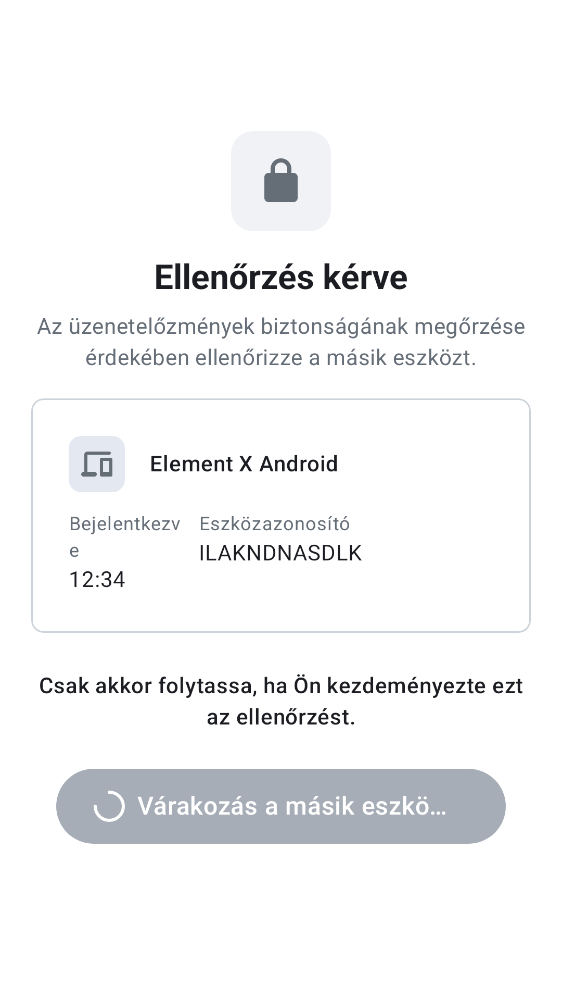 Ellenőrzés kérve
Az üzenetelőzmények biztonságának megőrzése
érdekében ellenőrizze a másik eszközt.
Element X Android
Bejelentkezv
e
12:34
Eszközazonosító
ILAKNDNASDLK
Csak akkor folytassa, ha Ön kezdeményezte ezt
az ellenőrzést.
Várakozás a másik eszkö…